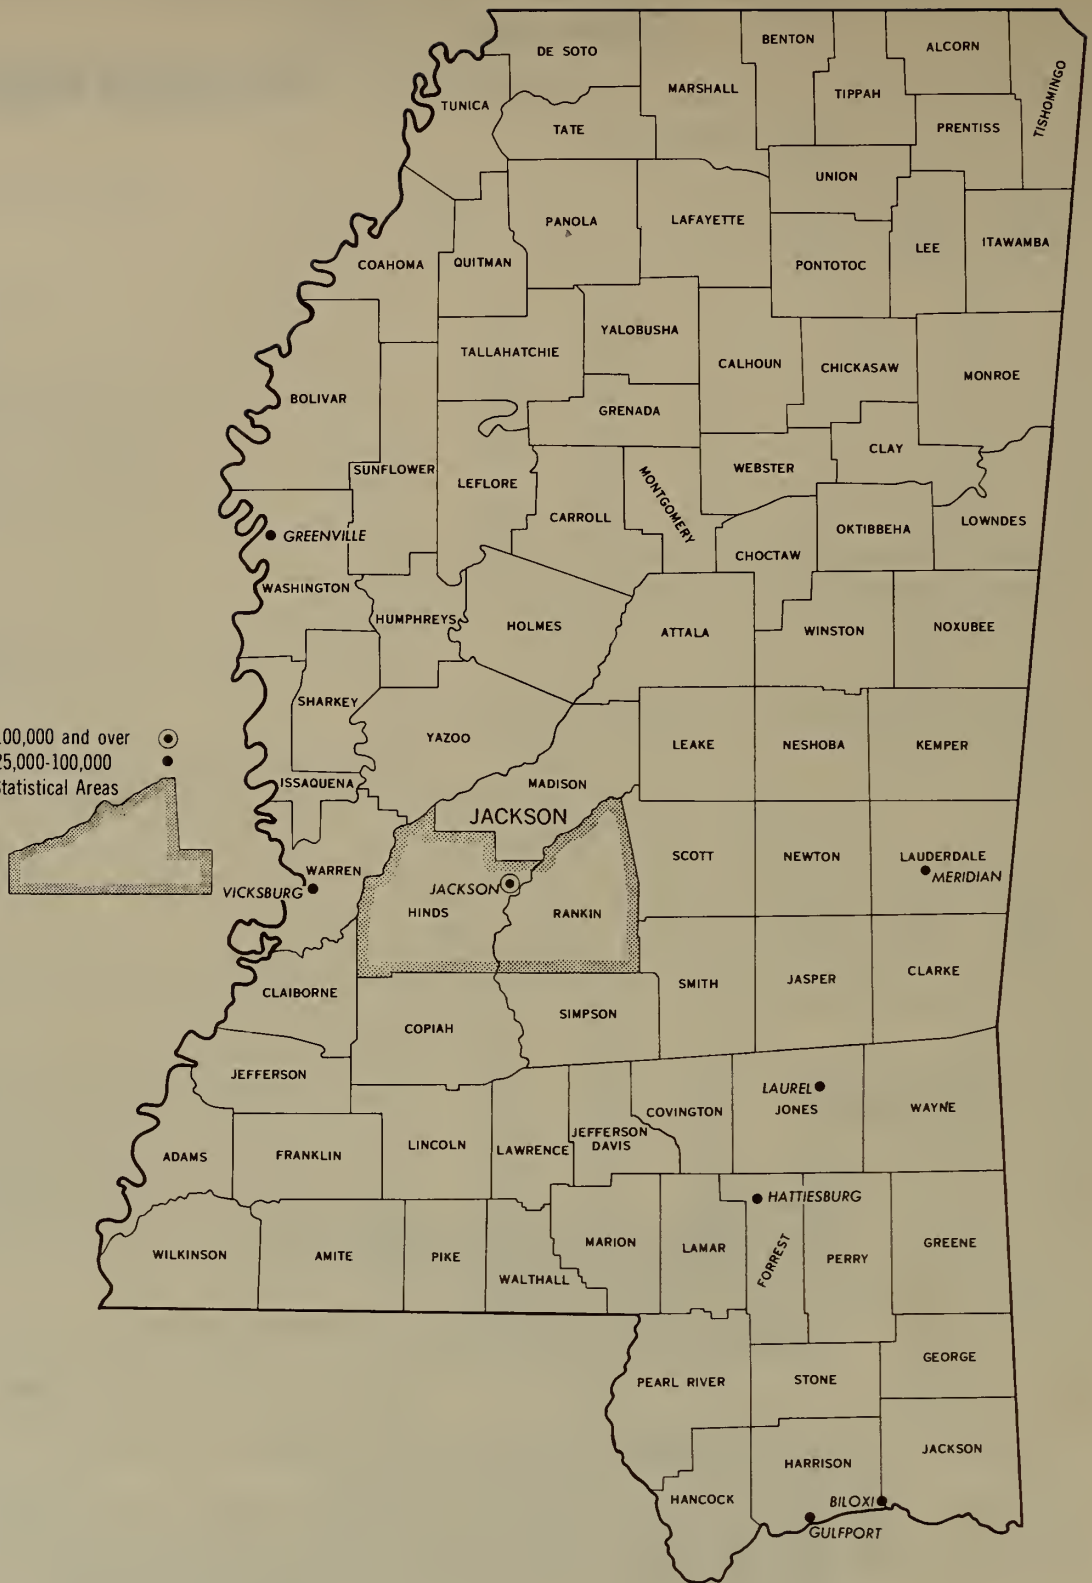 DE SOTO
BENTON
ALCORN
MARSHALL
TIPPAH
TISHOMINGO
TUNICA
TATE
PRENTISS
UNION
PANOLA
LAFAYETTE
COAHOMA
QUITMAN
PONTOTOC
LEE
ITAWAMBA
YALOBUSHA
TALLAHATCHIE
CALHOUN
CHICKASAW
MONROE
BOLIVAR
GRENADA
CLAY
SUNFLOWER
LEFLORE
WEBSTER
MONTGOMERY
CARROLL
OKTIBBEHA
LOWNDES
GREENVILLE
CHOCTAW
WASHINGTON
HUMPHREYS
HOLMES
ATTALA
WINSTON
NOXUBEE
SHARKEY
YAZOO
LEAKE
NESHOBA
KEMPER
00,000 and over
25,000-100,000
Statistical Areas
ISSAQUENA
MADISON
JACKSON
SCOTT
NEWTON
LAUDERDALE
MERIDIAN
WARREN
VICKSBURG
JACKSON
HINDS
RANKIN
CLAIBORNE
SMITH
JASPER
CLARKE
COPIAH
SIMPSON
JEFFERSON
LAUREL
JONES
COVINGTON
WAYNE
ADAMS
FRANKLIN
LINCOLN
LAWRENCE
JEFFERSON
DAVIS
HATTIESBURG
WILKINSON
AMITE
PIKE
WALTHALL
MARION
LAMAR
FORREST
PERRY
GREENE
PEARL RIVER
STONE
GEORGE
HARRISON
JACKSON
HANCOCK
BILOXI
GULFPORT